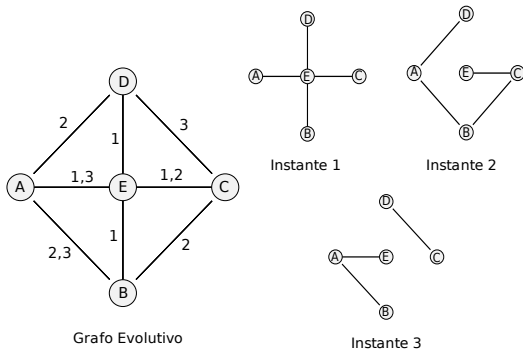 D
2
1
3
A
1,3
E
1,2
C
2,3
1
2
B
Grafo Evolutivo
D
A
E
C
B
Instante 1
D
A
E
C
B
Instante 2
D
A
E
C
B
Instante 3